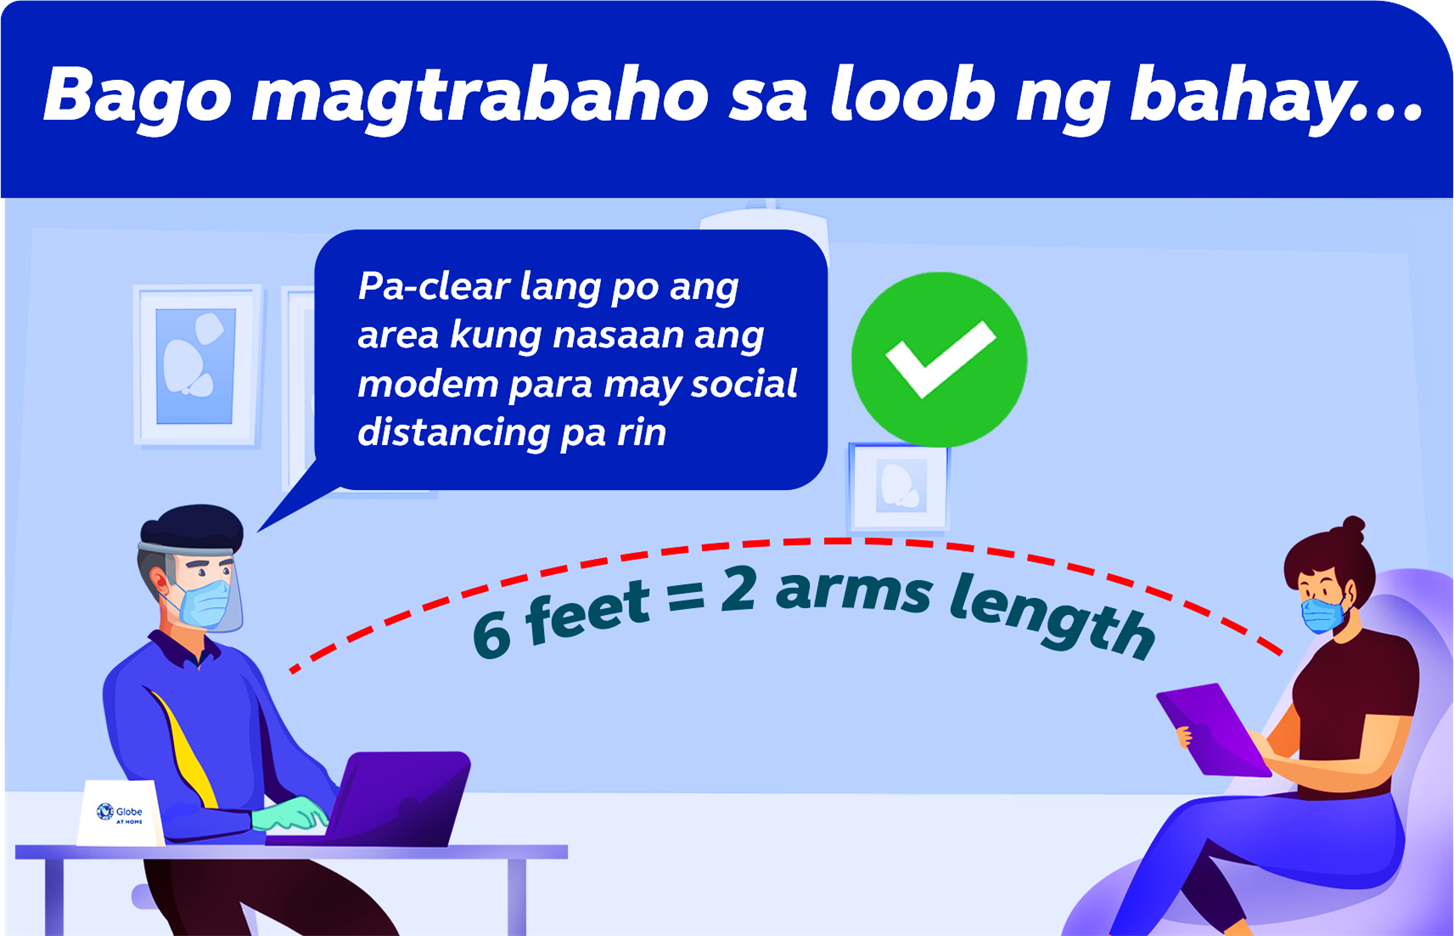 Bago magtrabaho sa loob ng bahay...
Pa-clear lang po ang
area kung nasaan ang
modem para may social
distancing pa rin
6 feet = 2 arms length
Globe
AT HOME